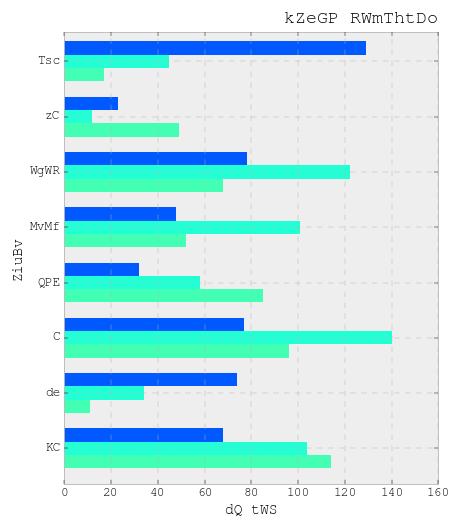 kZeGP RWmThtDo
Tsc
zC
WgWR
MvMf
QPE
C
de
KC
ZiuBv
0 20 40 60 80 100 120 140 160
dQ tWS